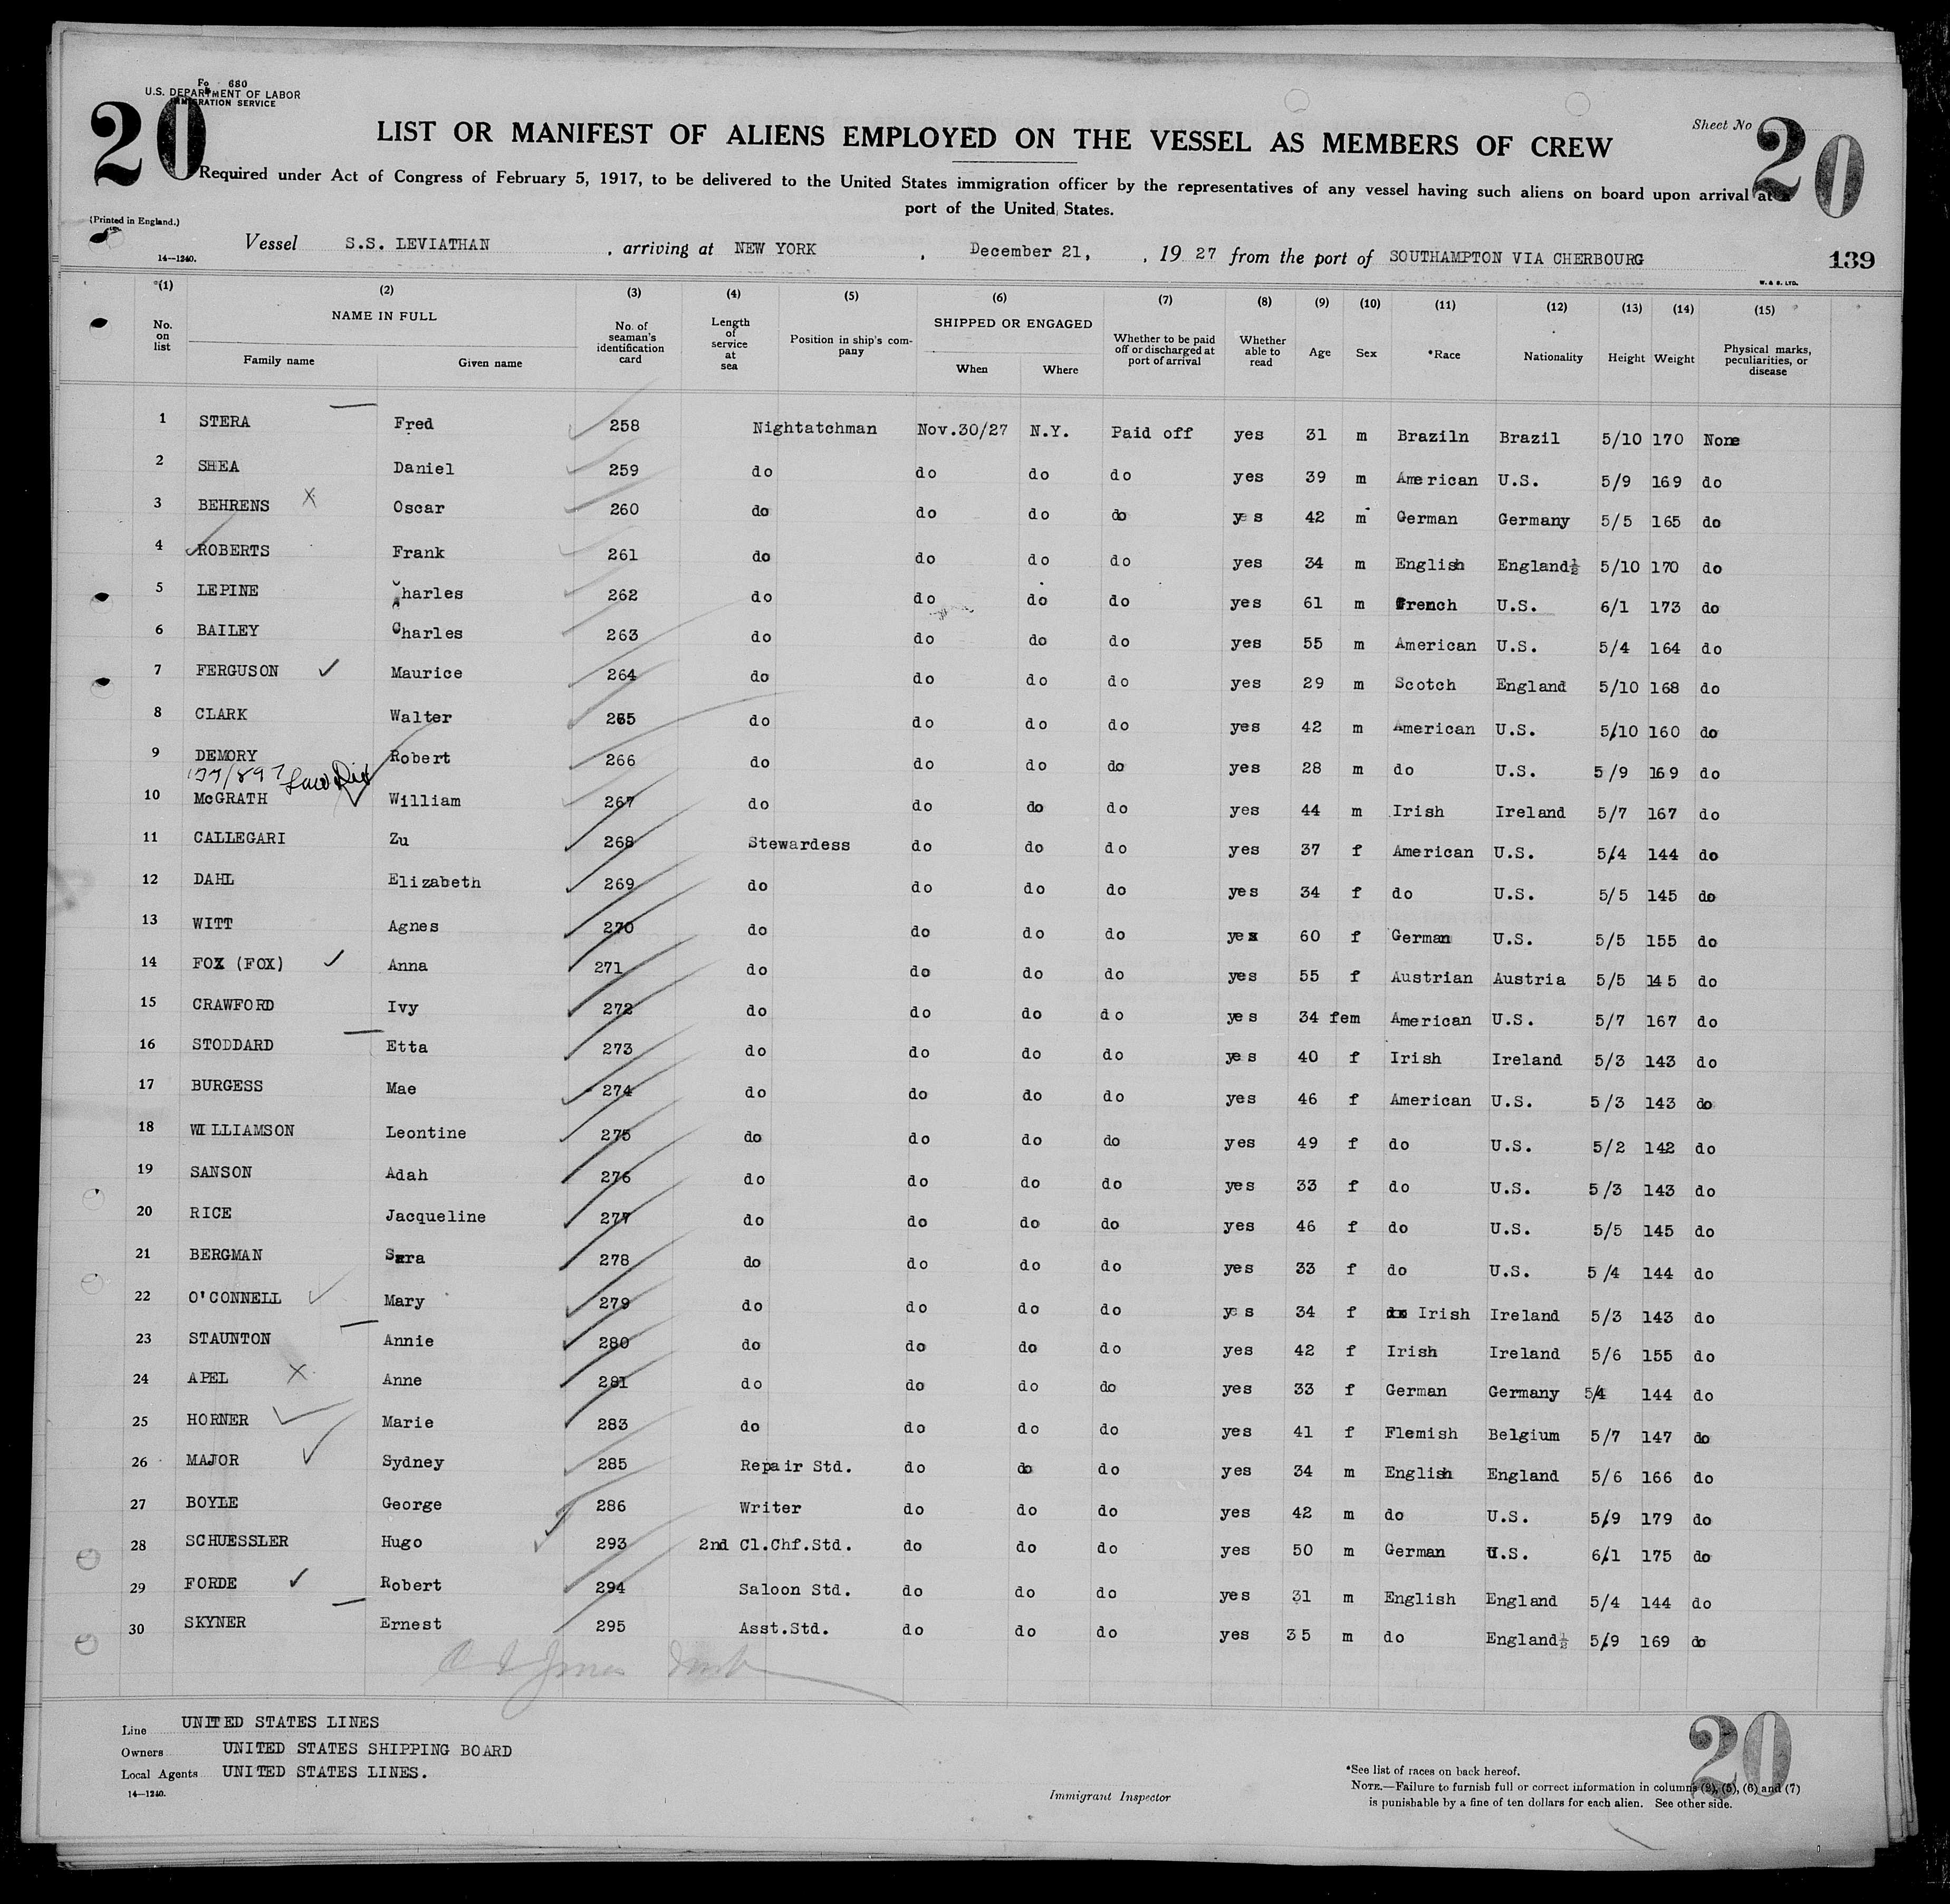 Fo 680
U.S. DEPARTMENT OF LABOR
IMMIGRATION SERVICE
20
LIST OR MANIFEST OF ALIENS EMPLOYED ON THE VESSEL AS MEMBERS OF CREW
Sheet No 20
Required under Act of Congress of February 5, 1917, to be delivered to the United States immigration officer by the representatives of any vessel having such aliens on board upon arrival at a
port of the United States.
(Printed in England.)
14—1240.
Vessel S.S. LEVIATHAN , arriving at NEW YORK , December 21, , 19 27 from the port of SOUTHAMPTON VIA CHERBOURG 139
W. & S. LTD.
(1) (2) (3) (4) (5) (6) (7) (8) (9) (10) (11) (12) (13) (14) (15)
No. on list NAME IN FULL Family name Given name No. of seaman's identification card Length of service at sea Position in ship's company SHIPPED OR ENGAGED When Where Whether to be paid off or discharged at port of arrival Whether able to read Age Sex *Race Nationality Height Weight Physical marks, peculiarities, or disease
1 STERA Fred 258 Nightatchman Nov.30/27 N.Y. Paid off yes 31 m Braziln Brazil 5/10 170 None
2 SHEA Daniel 259 do do do do yes 39 m American U.S. 5/9 169 do
3 BEHRENS X Oscar 260 do do do do yes 42 m German Germany 5/5 165 do
4 ROBERTS Frank 261 do do do do yes 34 m English England½ 5/10 170 do
5 LEPINE Charles 262 do do do do yes 61 m French U.S. 6/1 173 do
6 BAILEY Charles 263 do do do do yes 55 m American U.S. 5/4 164 do
7 FERGUSON Maurice 264 do do do do yes 29 m Scotch England 5/10 168 do
8 CLARK Walter 265 do do do do yes 42 m American U.S. 5/10 160 do
9 DEMORY Robert 266 do do do do yes 28 m do U.S. 5/9 169 do
10 McGRATH William 267 do do do do yes 44 m Irish Ireland 5/7 167 do
11 CALLEGARI Zu 268 Stewardess do do do yes 37 f American U.S. 5/4 144 do
12 DAHL Elizabeth 269 do do do do yes 34 f do U.S. 5/5 145 do
13 WITT Agnes 270 do do do do yes 60 f German U.S. 5/5 155 do
14 FOX (FOX) Anna 271 do do do do yes 55 f Austrian Austria 5/5 145 do
15 CRAWFORD Ivy 272 do do do do yes 34 fem American U.S. 5/7 167 do
16 STODDARD Etta 273 do do do do yes 40 f Irish Ireland 5/3 143 do
17 BURGESS Mae 274 do do do do yes 46 f American U.S. 5/3 143 do
18 WILLIAMSON Leontine 275 do do do do yes 49 f do U.S. 5/2 142 do
19 SANSON Adah 276 do do do do yes 33 f do U.S. 5/3 143 do
20 RICE Jacqueline 277 do do do do yes 46 f do U.S. 5/5 145 do
21 BERGMAN Sara 278 do do do do yes 33 f do U.S. 5/4 144 do
22 O'CONNELL Mary 279 do do do do yes 34 f do Irish Ireland 5/3 143 do
23 STAUNTON Annie 280 do do do do yes 42 f Irish Ireland 5/6 155 do
24 APEL X Anne 281 do do do do yes 33 f German Germany 5/4 144 do
25 HORNER Marie 283 do do do do yes 41 f Flemish Belgium 5/7 147 do
26 MAJOR Sydney 285 Repair Std. do do do yes 34 m English England 5/6 166 do
27 BOYLE George 286 Writer do do do yes 42 m do U.S. 5/9 179 do
28 SCHUESSLER Hugo 293 2nd Cl.Chf.Std. do do do yes 50 m German U.S. 6/1 175 do
29 FORDE Robert 294 Saloon Std. do do do yes 31 m English England 5/4 144 do
30 SKYNER Ernest 295 Asst.Std. do do do yes 35 m do England½ 5/9 169 do
Line UNITED STATES LINES
Owners UNITED STATES SHIPPING BOARD
Local Agents UNITED STATES LINES.
14—1240.
Immigrant Inspector
20
*See list of races on back hereof.
NOTE.—Failure to furnish full or correct information in columns (2), (5), (6) and (7)
is punishable by a fine of ten dollars for each alien. See other side.